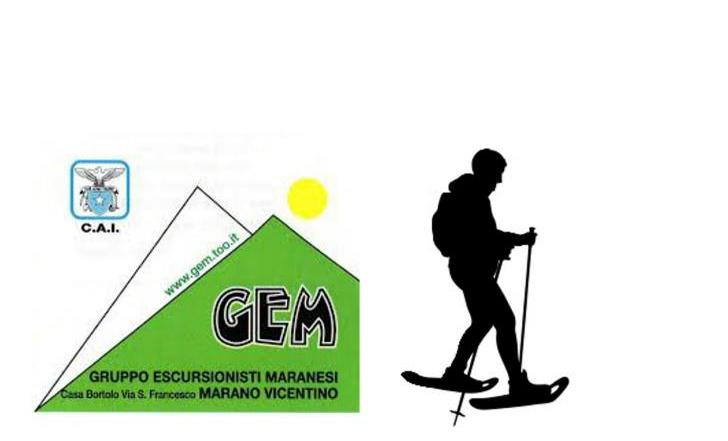 C.A.I.
www.gem.too.it
GEM
GRUPPO ESCURSIONISTI MARANESI
Casa Bortolo Via S. Francesco MARANO VICENTINO